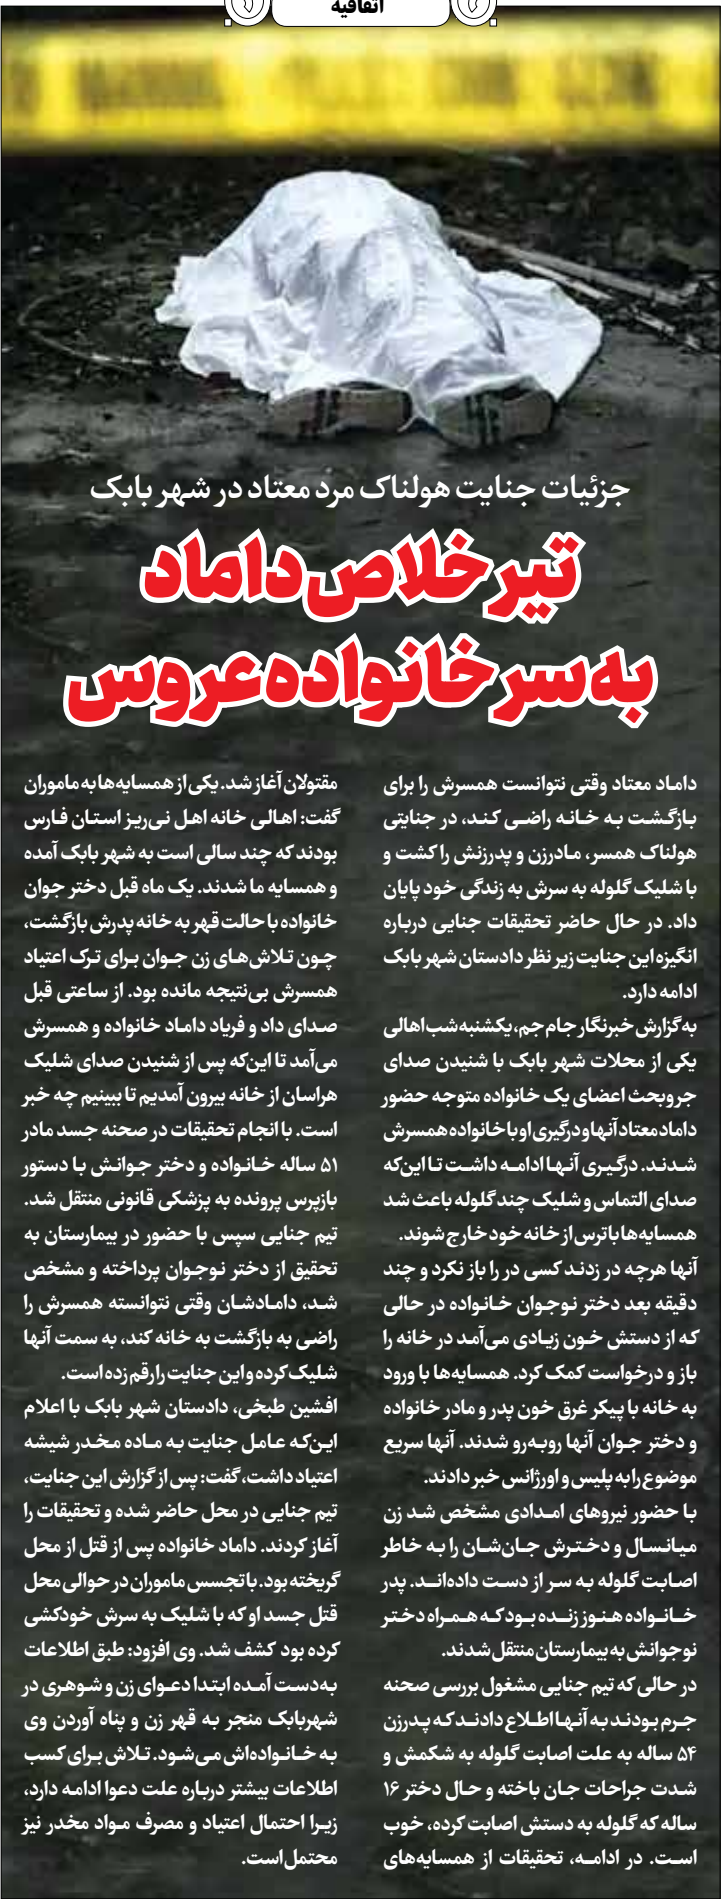 اتفاقیه
جزئیات جنایت هولناک مرد معتاد در شهر بابک
تیر خلاص داماد
به سر خانواده عروس
داماد معتاد وقتی نتوانست همسرش را برای
بازگشت به خانه راضی کند، در جنایتی
هولناک همسر، مادرزن و پدرزنش را کشت و
با شلیک گلوله به سرش به زندگی خود پایان
داد. در حال حاضر تحقیقات جنایی درباره
انگیزه این جنایت زیر نظر دادستان شهر بابک
ادامه دارد.
به گزارش خبرنگار جام‌جم، یکشنبه شب اهالی
یکی از محلات شهر بابک با شنیدن صدای
جروبحث اعضای یک خانواده متوجه حضور
داماد معتاد آنها و درگیری او با خانواده همسرش
شدند. درگیری آنها ادامه داشت تا این‌که
صدای التماس و شلیک چند گلوله باعث شد
همسایه‌ها با ترس از خانه خود خارج شوند.
آنها هرچه در زدند کسی در را باز نکرد و چند
دقیقه بعد دختر نوجوان خانواده در حالی
که از دستش خون زیادی می‌آمد در خانه را
باز و درخواست کمک کرد. همسایه‌ها با ورود
به خانه با پیکر غرق خون پدر و مادر خانواده
و دختر جوان آنها روبه‌رو شدند. آنها سریع
موضوع را به پلیس و اورژانس خبر دادند.
با حضور نیروهای امدادی مشخص شد زن
میانسال و دخترش جان‌شان را به خاطر
اصابت گلوله به سر از دست داده‌اند. پدر
خانواده هنوز زنده بود که همراه دختر
نوجوانش به بیمارستان منتقل شدند.
در حالی که تیم جنایی مشغول بررسی صحنه
جرم بودند به آنها اطلاع دادند که پدرزن
۵۴ ساله به علت اصابت گلوله به شکمش و
شدت جراحات جان باخته و حال دختر ۱۶
ساله که گلوله به دستش اصابت کرده، خوب
است. در ادامه، تحقیقات از همسایه‌های
مقتولان آغاز شد. یکی از همسایه‌ها به ماموران
گفت: اهالی خانه اهل نی‌ریز استان فارس
بودند که چند سالی است به شهر بابک آمده
و همسایه ما شدند. یک ماه قبل دختر جوان
خانواده با حالت قهر به خانه پدرش بازگشت،
چون تلاش‌های زن جوان برای ترک اعتیاد
همسرش بی‌نتیجه مانده بود. از ساعتی قبل
صدای داد و فریاد داماد خانواده و همسرش
می‌آمد تا این‌که پس از شنیدن صدای شلیک
هراسان از خانه بیرون آمدیم تا ببینیم چه خبر
است. با انجام تحقیقات در صحنه جسد مادر
۵۱ ساله خانواده و دختر جوانش با دستور
بازپرس پرونده به پزشکی قانونی منتقل شد.
تیم جنایی سپس با حضور در بیمارستان به
تحقیق از دختر نوجوان پرداخته و مشخص
شد، دامادشان وقتی نتوانسته همسرش را
راضی به بازگشت به خانه کند، به سمت آنها
شلیک کرده و این جنایت را رقم زده است.
افشین طبخی، دادستان شهر بابک با اعلام
این‌که عامل جنایت به ماده مخدر شیشه
اعتیاد داشت، گفت: پس از گزارش این جنایت،
تیم جنایی در محل حاضر شده و تحقیقات را
آغاز کردند. داماد خانواده پس از قتل از محل
گریخته بود. با تجسس ماموران در حوالی محل
قتل جسد او که با شلیک به سرش خودکشی
کرده بود کشف شد. وی افزود: طبق اطلاعات
به‌دست آمده ابتدا دعوای زن و شوهری در
شهربابک منجر به قهر زن و پناه آوردن وی
به خانواده‌اش می‌شود. تلاش برای کسب
اطلاعات بیشتر درباره علت دعوا ادامه دارد،
زیرا احتمال اعتیاد و مصرف مواد مخدر نیز
محتمل است.